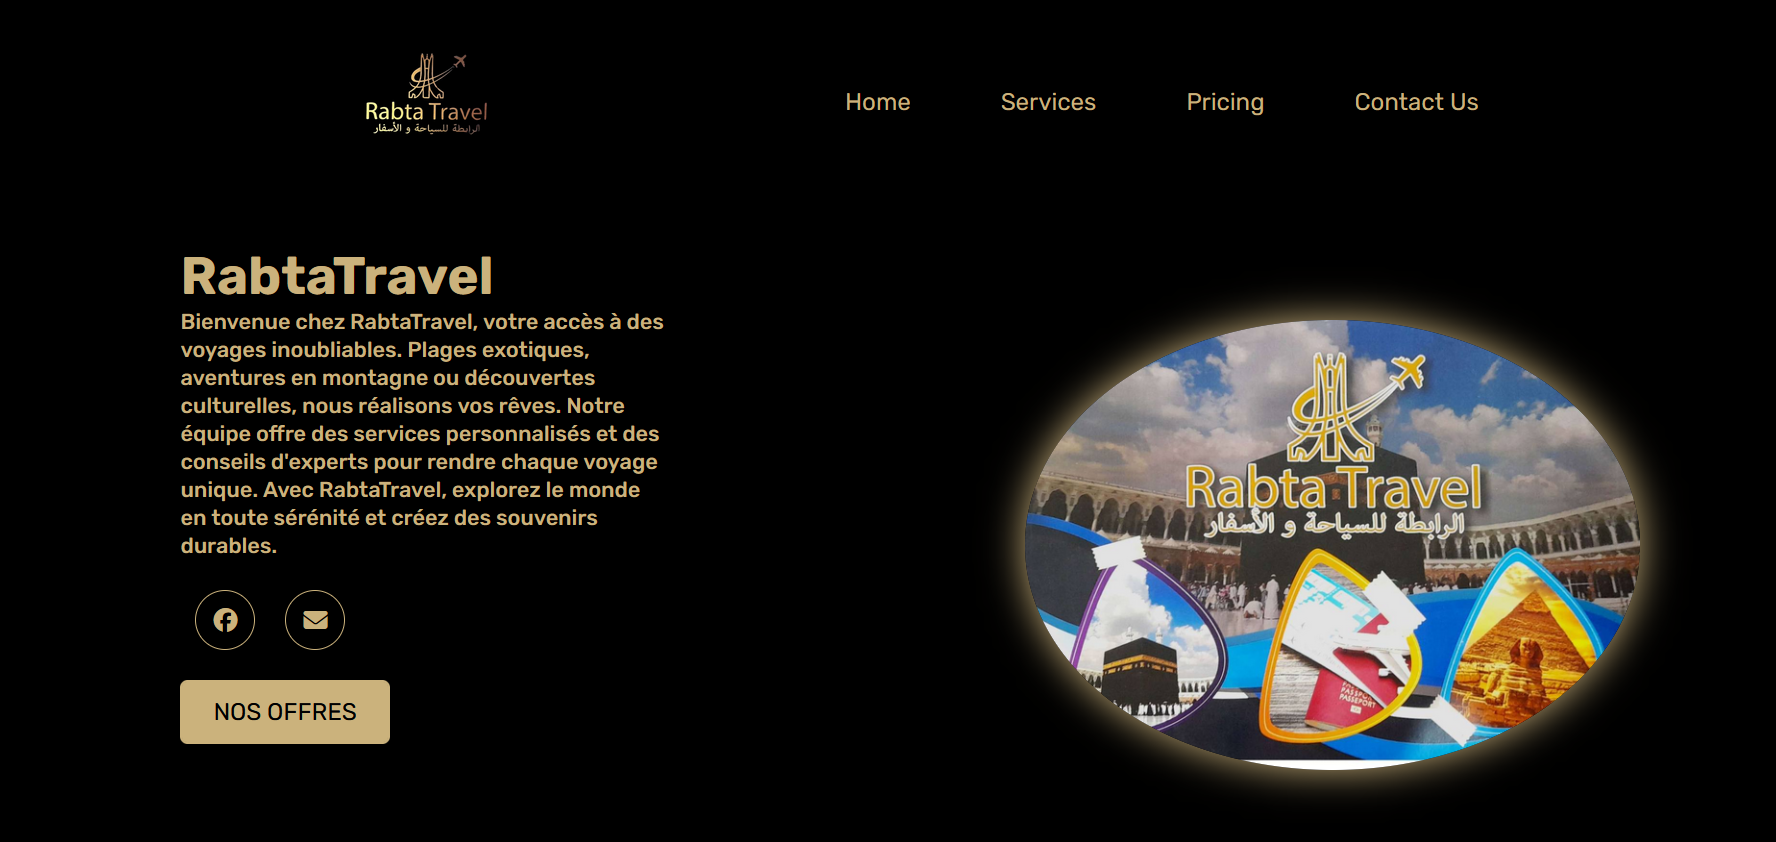 Rabta Travel
الرابطة للسياحة و الأسفار
Home
Services
Pricing
Contact Us
RabtaTravel
Bienvenue chez RabtaTravel, votre accès à des
voyages inoubliables. Plages exotiques,
aventures en montagne ou découvertes
culturelles, nous réalisons vos rêves. Notre
équipe offre des services personnalisés et des
conseils d'experts pour rendre chaque voyage
unique. Avec RabtaTravel, explorez le monde
en toute sérénité et créez des souvenirs
durables.
NOS OFFRES
Rabta Travel
الرابطة للسياحة و الأسفار
PASSEPORT